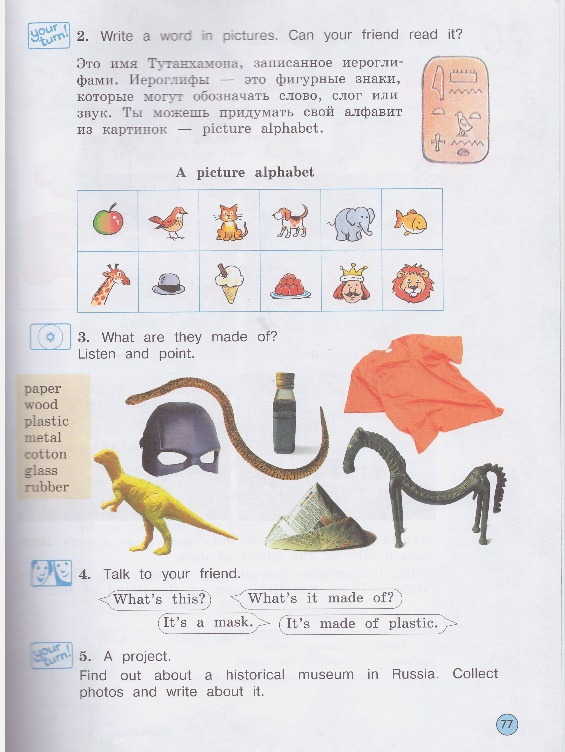 your turn!
2. Write a word in pictures. Can your friend read it?
Это имя Тутанхамона, записанное иерогли-
фами. Иероглифы — это фигурные знаки,
которые могут обозначать слово, слог или
звук. Ты можешь придумать свой алфавит
из картинок — picture alphabet.
A picture alphabet
3. What are they made of?
Listen and point.
paper
wood
plastic
metal
cotton
glass
rubber
4. Talk to your friend.
What's this? What's it made of?
It's a mask. It's made of plastic.
your turn!
5. A project.
Find out about a historical museum in Russia. Collect
photos and write about it.
77